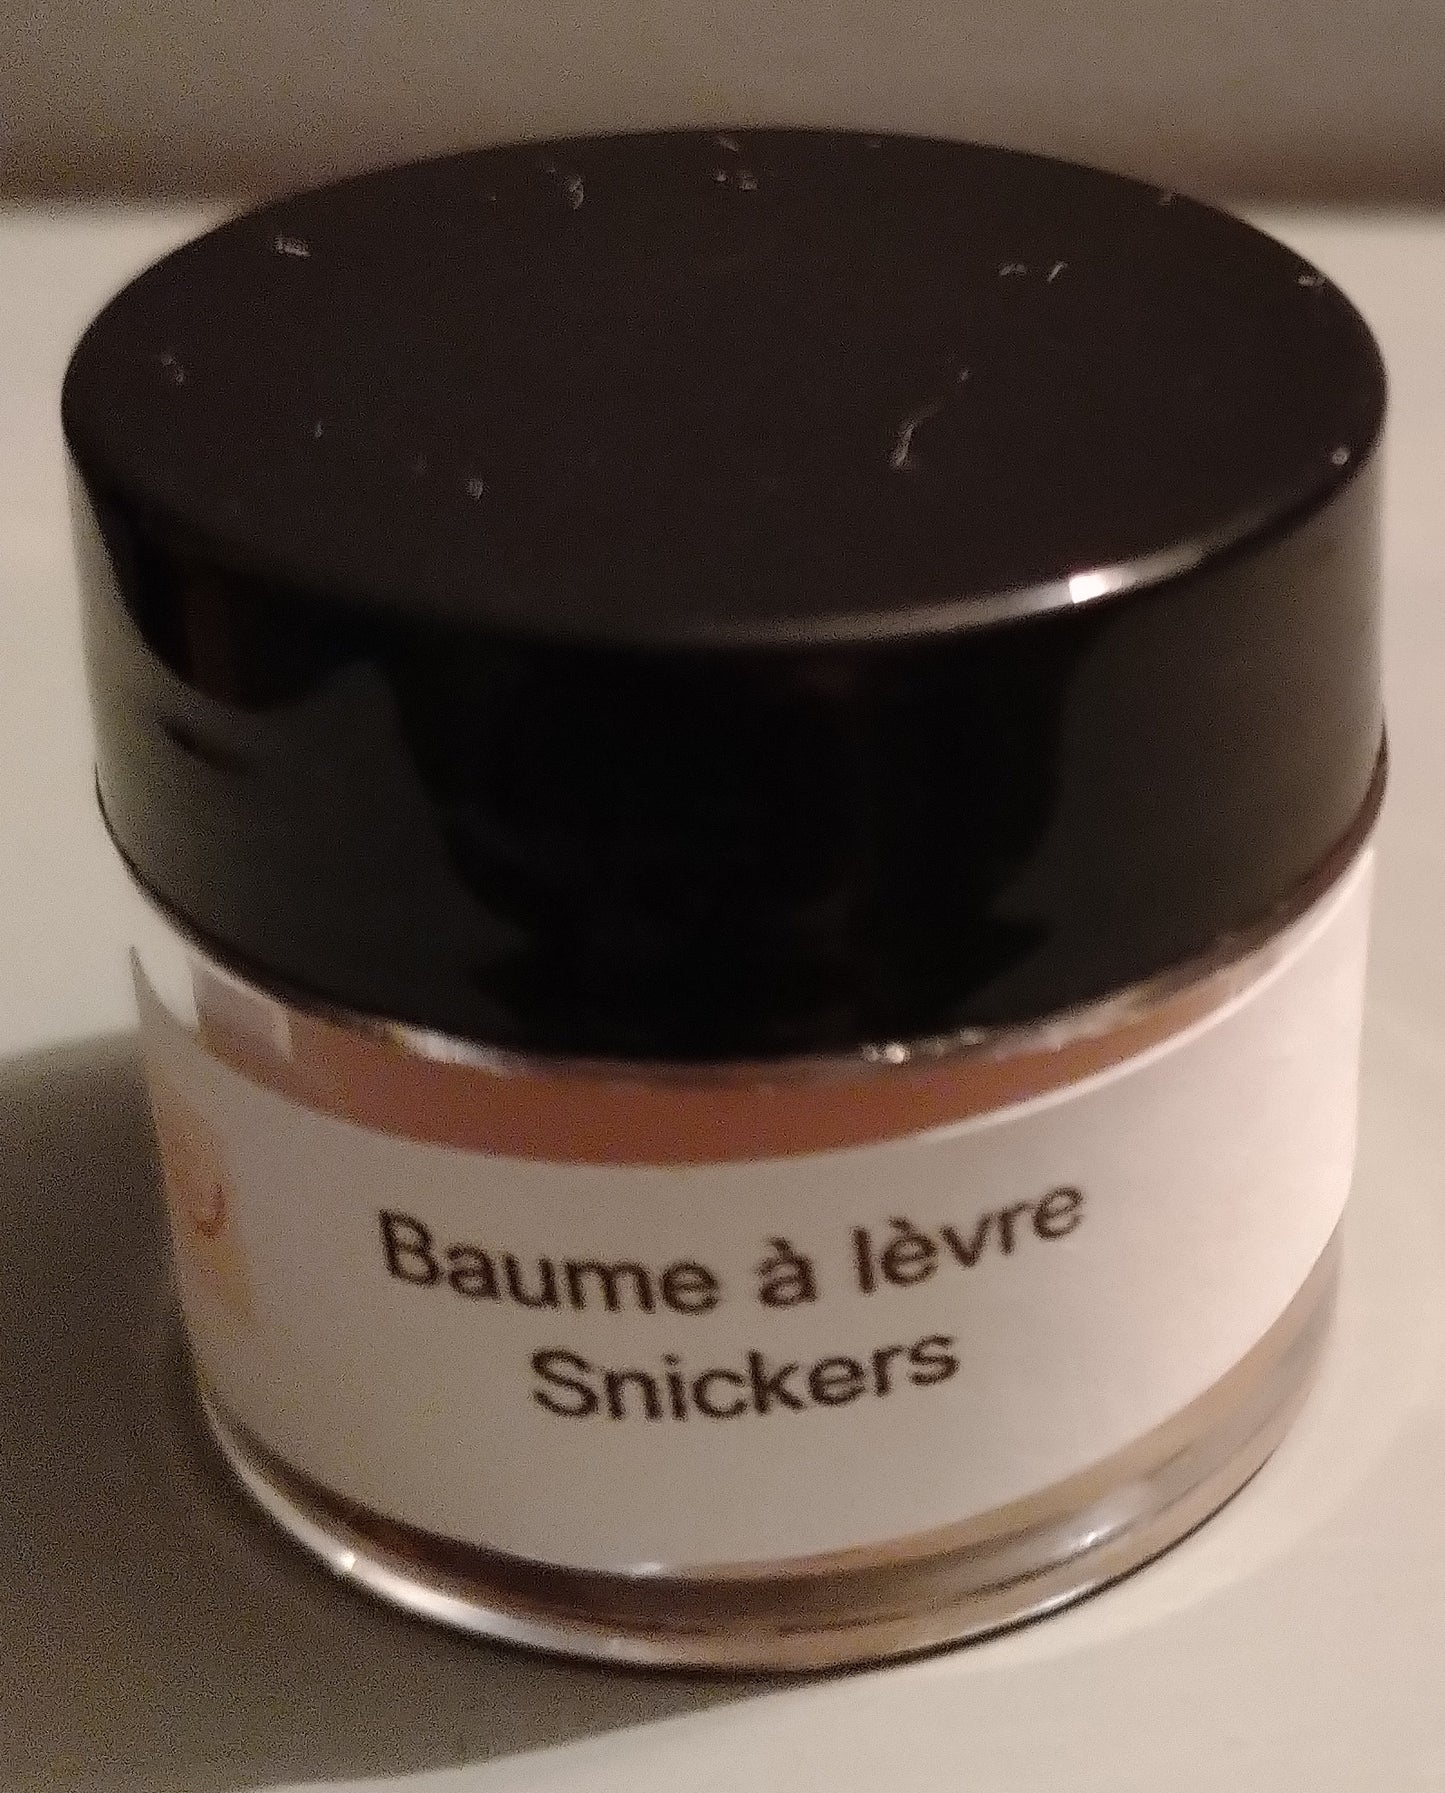 Baume à lèvre
Snickers